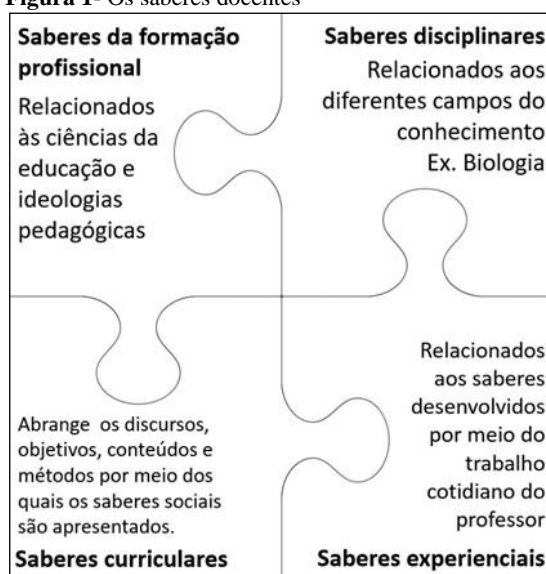 Figura 1- Os saberes docentes
Saberes da formação
profissional
Relacionados
às ciências da
educação e
ideologias
pedagógicas
Saberes disciplinares
Relacionados aos
diferentes campos do
conhecimento
Ex. Biologia
Abrange os discursos,
objetivos, conteúdos e
métodos por meio dos
quais os saberes sociais
são apresentados.
Saberes curriculares
Relacionados
aos saberes
desenvolvidos
por meio do
trabalho
cotidiano do
professor
Saberes experienciais